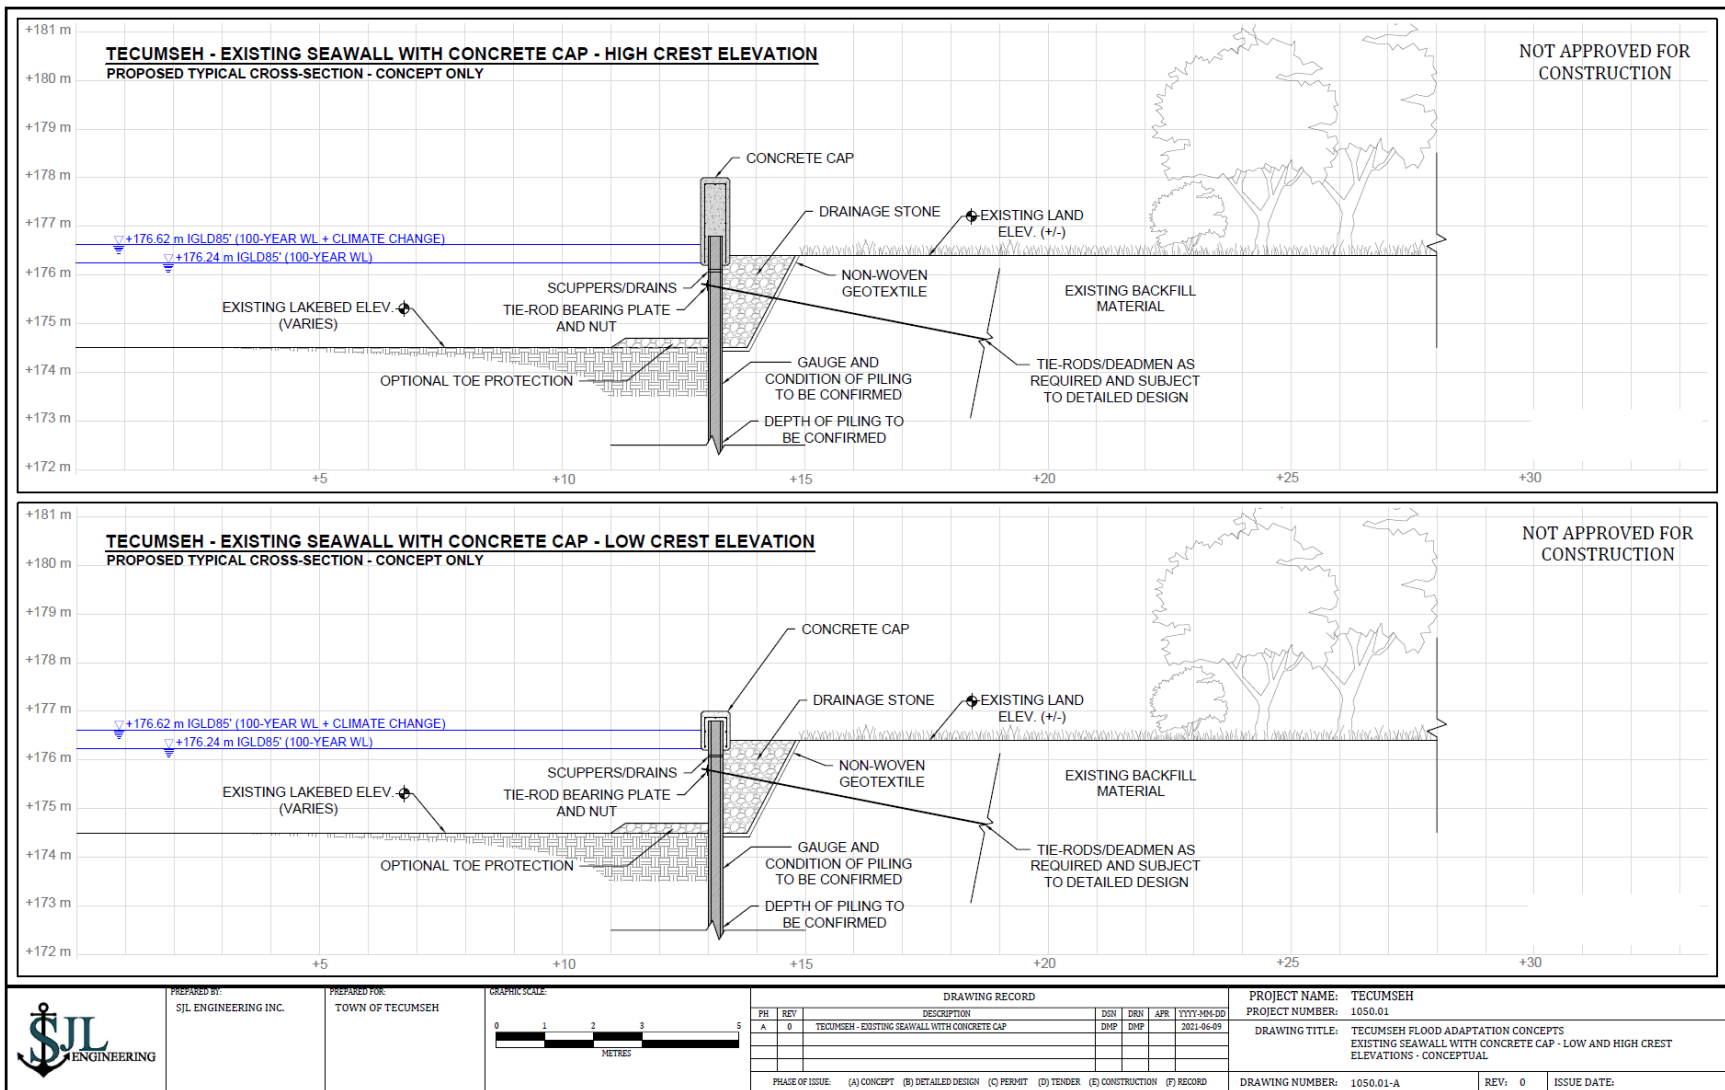 +181 m
TECUMSEH - EXISTING SEAWALL WITH CONCRETE CAP - HIGH CREST ELEVATION
PROPOSED TYPICAL CROSS-SECTION - CONCEPT ONLY
NOT APPROVED FOR
CONSTRUCTION
+180 m
+179 m
+178 m
+177 m
+176 m
+175 m
+174 m
+173 m
+172 m
CONCRETE CAP
DRAINAGE STONE
EXISTING LAND
ELEV. (+/-)
+176.62 m IGLD85' (100-YEAR WL + CLIMATE CHANGE)
+176.24 m IGLD85' (100-YEAR WL)
NON-WOVEN
GEOTEXTILE
SCUPPERS/DRAINS
EXISTING BACKFILL
MATERIAL
EXISTING LAKEBED ELEV.
(VARIES)
TIE-ROD BEARING PLATE
AND NUT
OPTIONAL TOE PROTECTION
GAUGE AND
CONDITION OF PILING
TO BE CONFIRMED
TIE-RODS/DEADMEN AS
REQUIRED AND SUBJECT
TO DETAILED DESIGN
DEPTH OF PILING TO
BE CONFIRMED
+5
+10
+15
+20
+25
+30
+181 m
TECUMSEH - EXISTING SEAWALL WITH CONCRETE CAP - LOW CREST ELEVATION
PROPOSED TYPICAL CROSS-SECTION - CONCEPT ONLY
NOT APPROVED FOR
CONSTRUCTION
+180 m
+179 m
+178 m
+177 m
+176 m
+175 m
+174 m
+173 m
+172 m
CONCRETE CAP
DRAINAGE STONE
EXISTING LAND
ELEV. (+/-)
+176.62 m IGLD85' (100-YEAR WL + CLIMATE CHANGE)
+176.24 m IGLD85' (100-YEAR WL)
NON-WOVEN
GEOTEXTILE
SCUPPERS/DRAINS
EXISTING BACKFILL
MATERIAL
EXISTING LAKEBED ELEV.
(VARIES)
TIE-ROD BEARING PLATE
AND NUT
OPTIONAL TOE PROTECTION
GAUGE AND
CONDITION OF PILING
TO BE CONFIRMED
TIE-RODS/DEADMEN AS
REQUIRED AND SUBJECT
TO DETAILED DESIGN
DEPTH OF PILING TO
BE CONFIRMED
+5
+10
+15
+20
+25
+30
SJL
ENGINEERING
PREPARED BY:
SJL ENGINEERING INC.
PREPARED FOR:
TOWN OF TECUMSEH
GRAPHIC SCALE:
0 1 2 3 5
METRES
DRAWING RECORD
PH REV DESCRIPTION DSN DRN APR YYYY-MM-DD
A 0 TECUMSEH - EXISTING SEAWALL WITH CONCRETE CAP DMP DMP 2021-06-09
PHASE OF ISSUE: (A) CONCEPT (B) DETAILED DESIGN (C) PERMIT (D) TENDER (E) CONSTRUCTION (F) RECORD
PROJECT NAME: TECUMSEH
PROJECT NUMBER: 1050.01
DRAWING TITLE: TECUMSEH FLOOD ADAPTATION CONCEPTS
EXISTING SEAWALL WITH CONCRETE CAP - LOW AND HIGH CREST
ELEVATIONS - CONCEPTUAL
DRAWING NUMBER: 1050.01-A
REV: 0
ISSUE DATE: